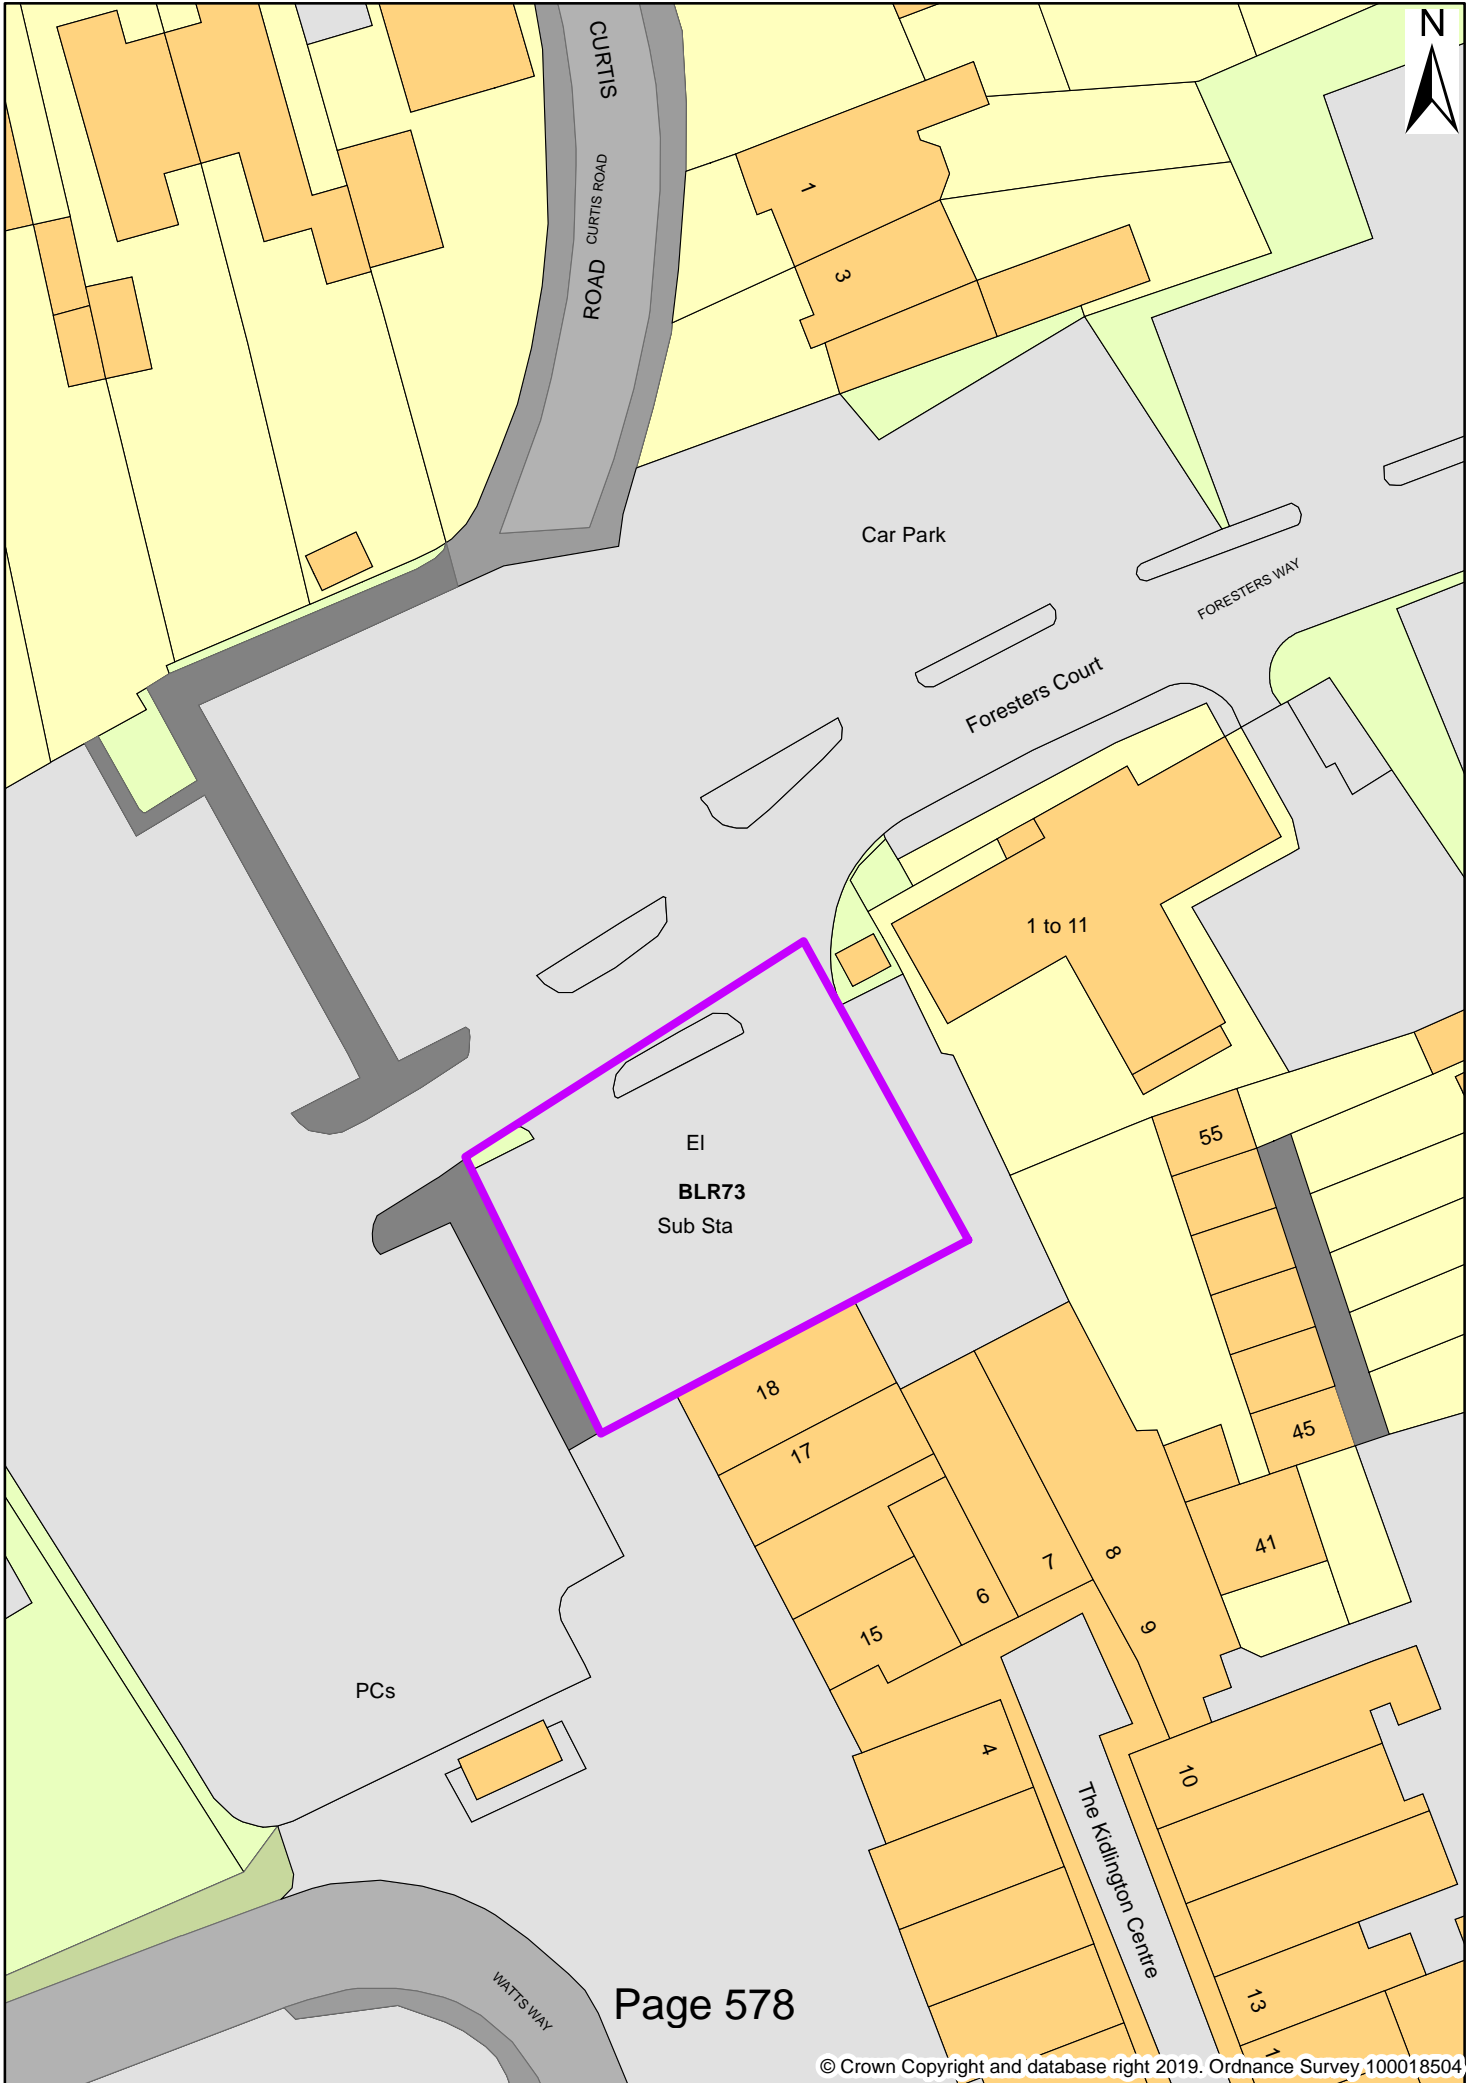 N
CURTIS
CURTIS ROAD
ROAD
1
3
Car Park
FORESTERS WAY
Foresters Court
1 to 11
El
BLR73
Sub Sta
55
18
17
45
41
7
8
6
9
15
PCs
4
10
The Kidlington Centre
13
WATTS WAY
Page 578
© Crown Copyright and database right 2019. Ordnance Survey 100018504